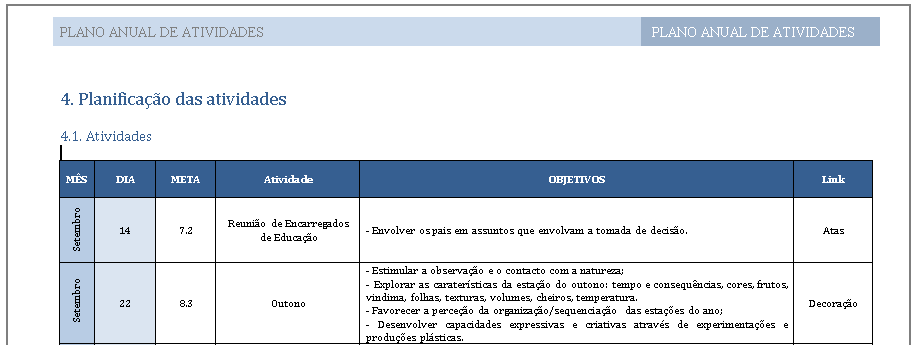 PLANO ANUAL DE ATIVIDADES PLANO ANUAL DE ATIVIDADES
4. Planificação das atividades
4.1. Atividades
MÊS DIA META Atividade OBJETIVOS Link
Setembro 14 7.2 Reunião de Encarregados de Educação - Envolver os pais em assuntos que envolvam a tomada de decisão. Atas
Setembro 22 8.3 Outono
- Estimular a observação e o contacto com a natureza;
- Explorar as caraterísticas da estação do outono: tempo e consequências, cores, frutos,
vindima, folhas, texturas, volumes, cheiros, temperatura.
- Favorecer a perceção da organização/sequenciação das estações do ano;
- Desenvolver capacidades expressivas e criativas através de experimentações e
produções plásticas.
Decoração